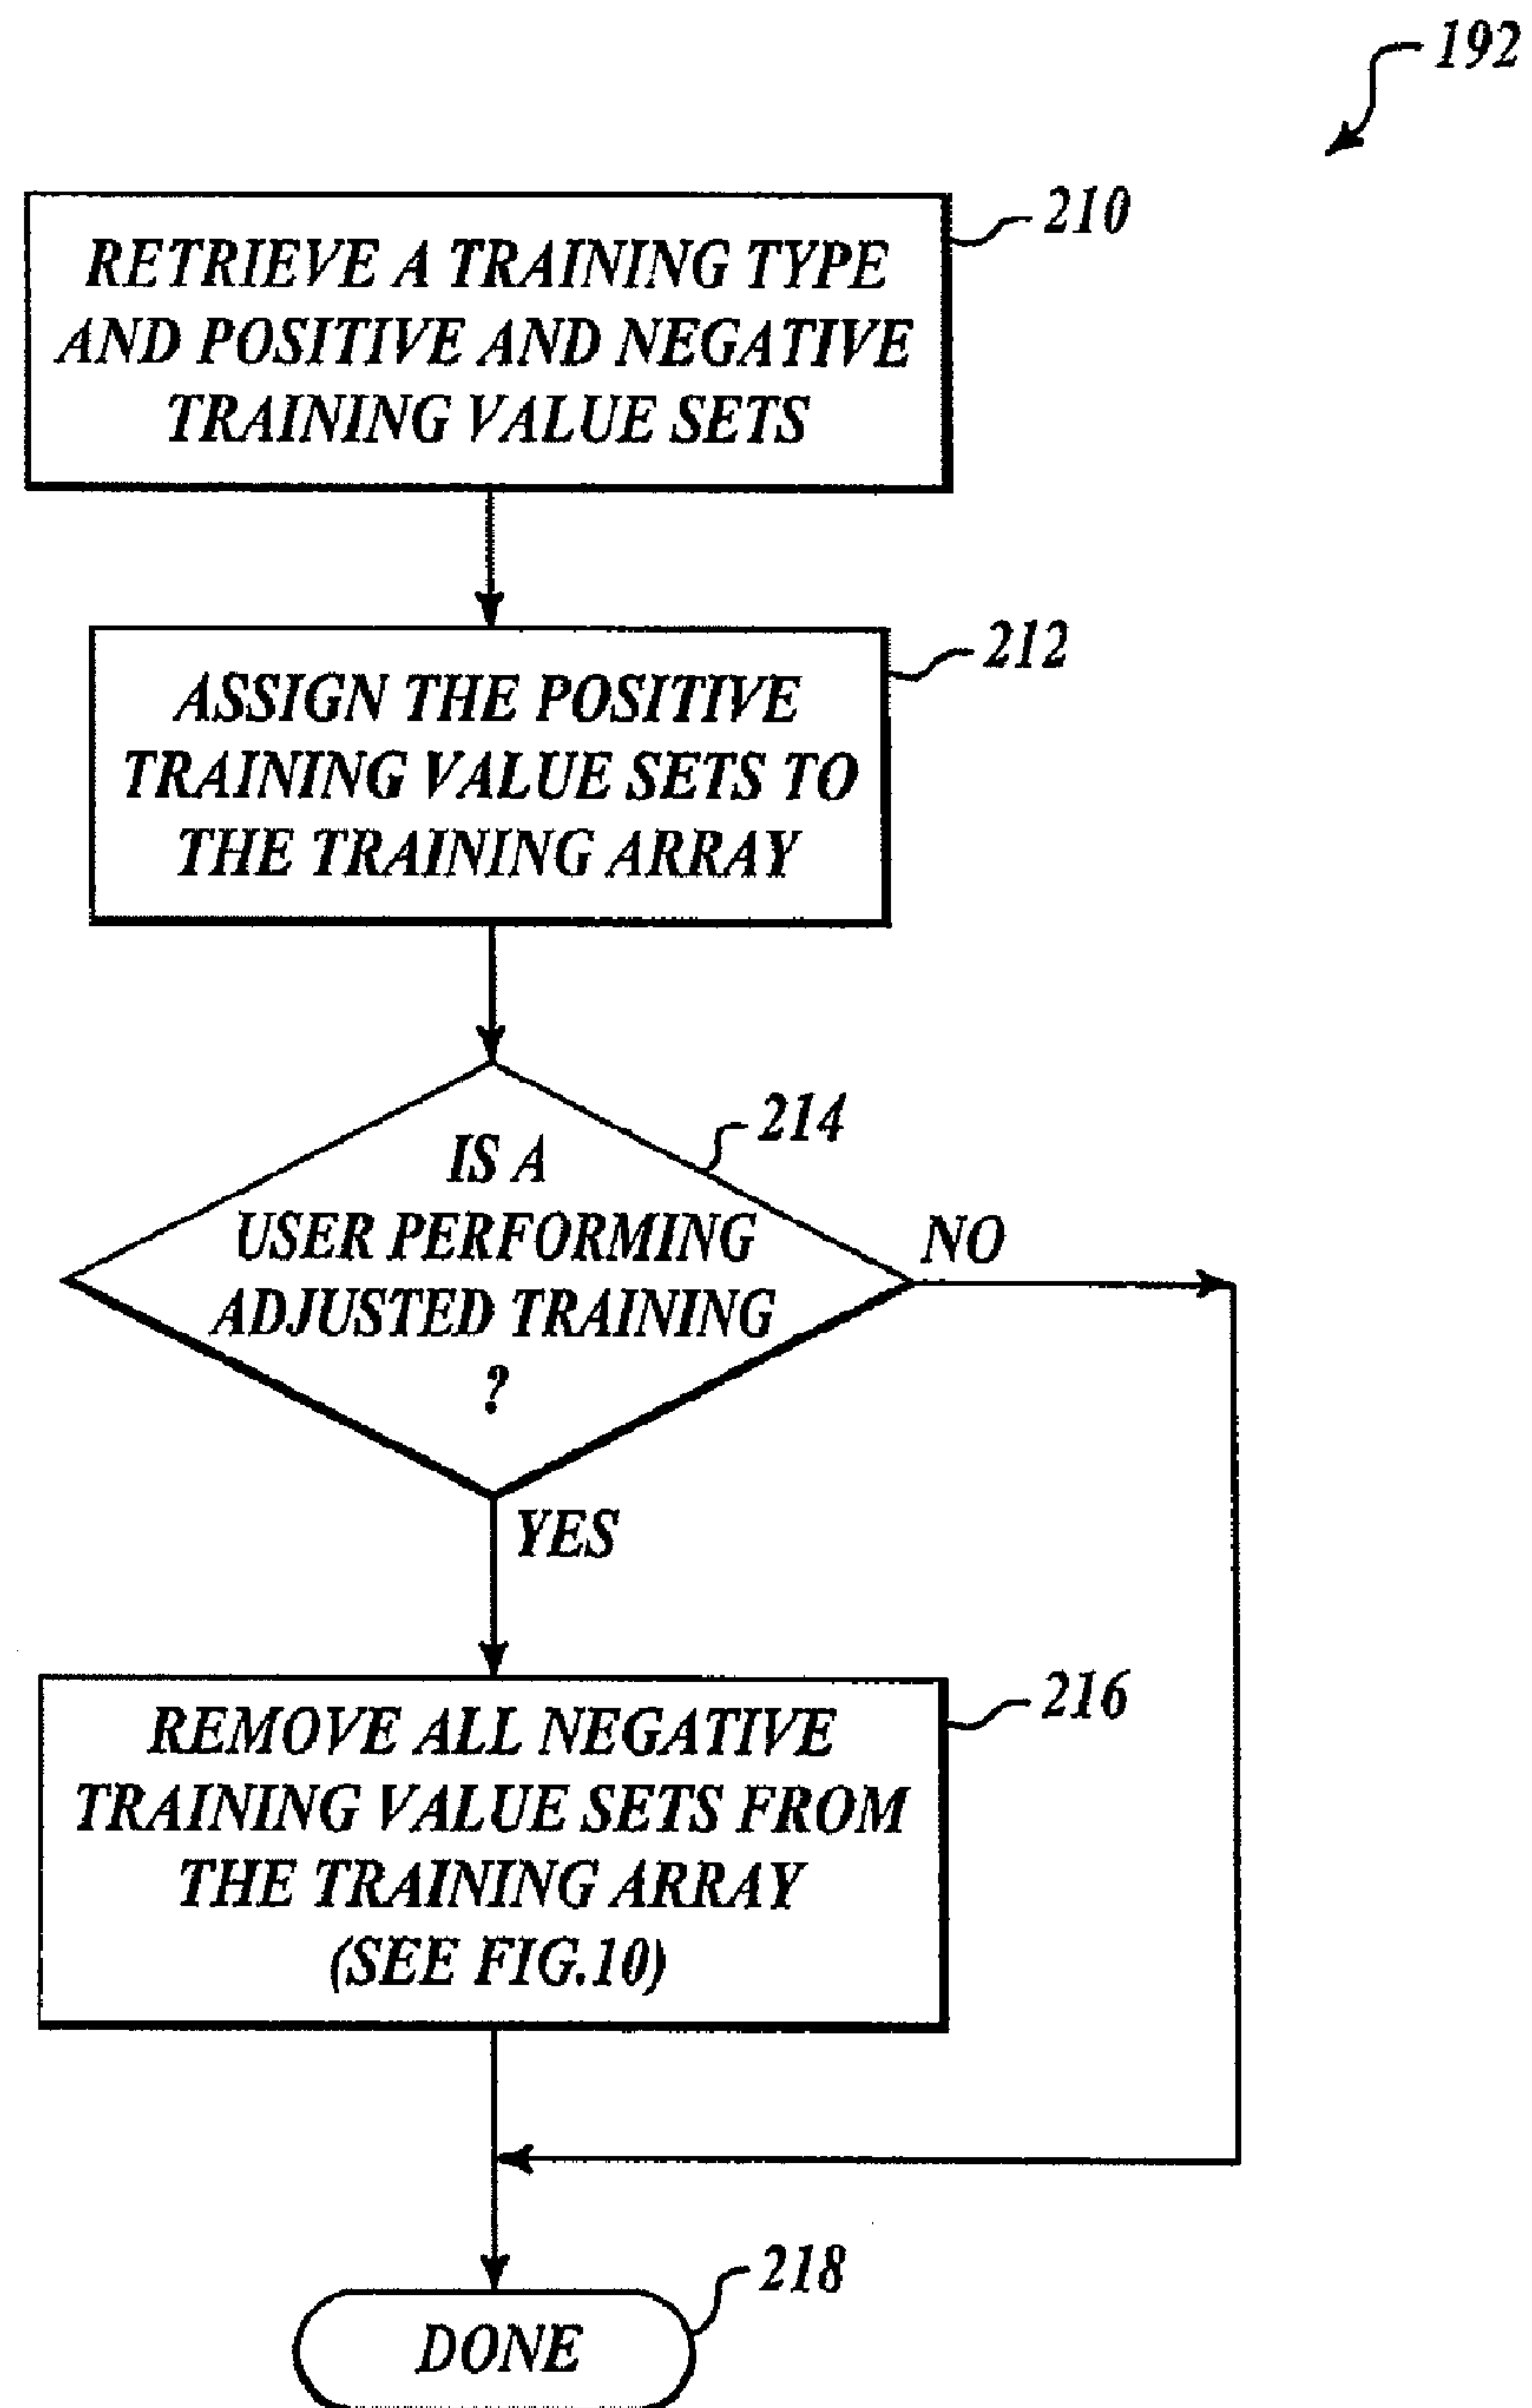 192
210
RETRIEVE A TRAINING TYPE
AND POSITIVE AND NEGATIVE
TRAINING VALUE SETS
212
ASSIGN THE POSITIVE
TRAINING VALUE SETS TO
THE TRAINING ARRAY
214
IS A
USER PERFORMING
ADJUSTED TRAINING
?
NO
YES
216
REMOVE ALL NEGATIVE
TRAINING VALUE SETS FROM
THE TRAINING ARRAY
(SEE FIG.10)
218
DONE